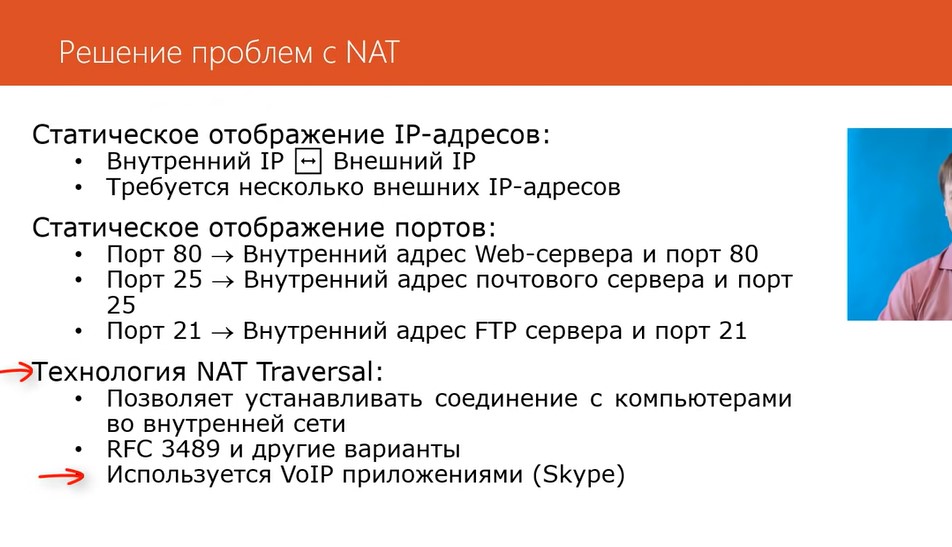 Решение проблем с NAT
Статическое отображение IP-адресов:
• Внутренний IP ↔ Внешний IP
• Требуется несколько внешних IP-адресов
Статическое отображение портов:
• Порт 80 → Внутренний адрес Web-сервера и порт 80
• Порт 25 → Внутренний адрес почтового сервера и порт
25
• Порт 21 → Внутренний адрес FTP сервера и порт 21
Технология NAT Traversal:
• Позволяет устанавливать соединение с компьютерами
во внутренней сети
• RFC 3489 и другие варианты
Используется VoIP приложениями (Skype)